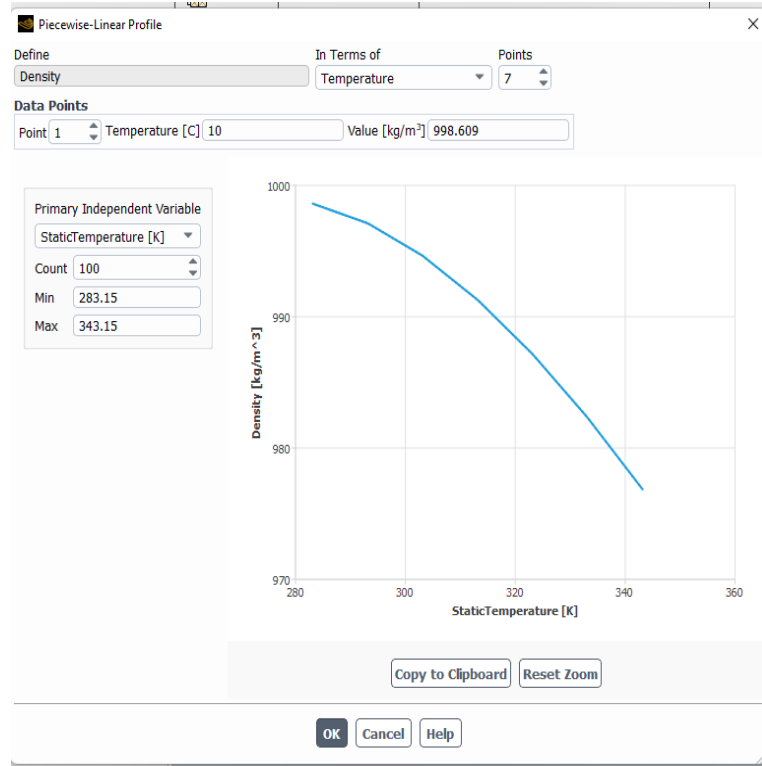 Piecewise-Linear Profile
Define In Terms of Points
Density Temperature 7
Data Points
Point 1 Temperature [C] 10 Value [kg/m³] 998.609
Primary Independent Variable
StaticTemperature [K]
Count 100
Min 283.15
Max 343.15
1000
990
980
970
Density [kg/m^3]
280 300 320 340 360
StaticTemperature [K]
Copy to Clipboard Reset Zoom
OK Cancel Help